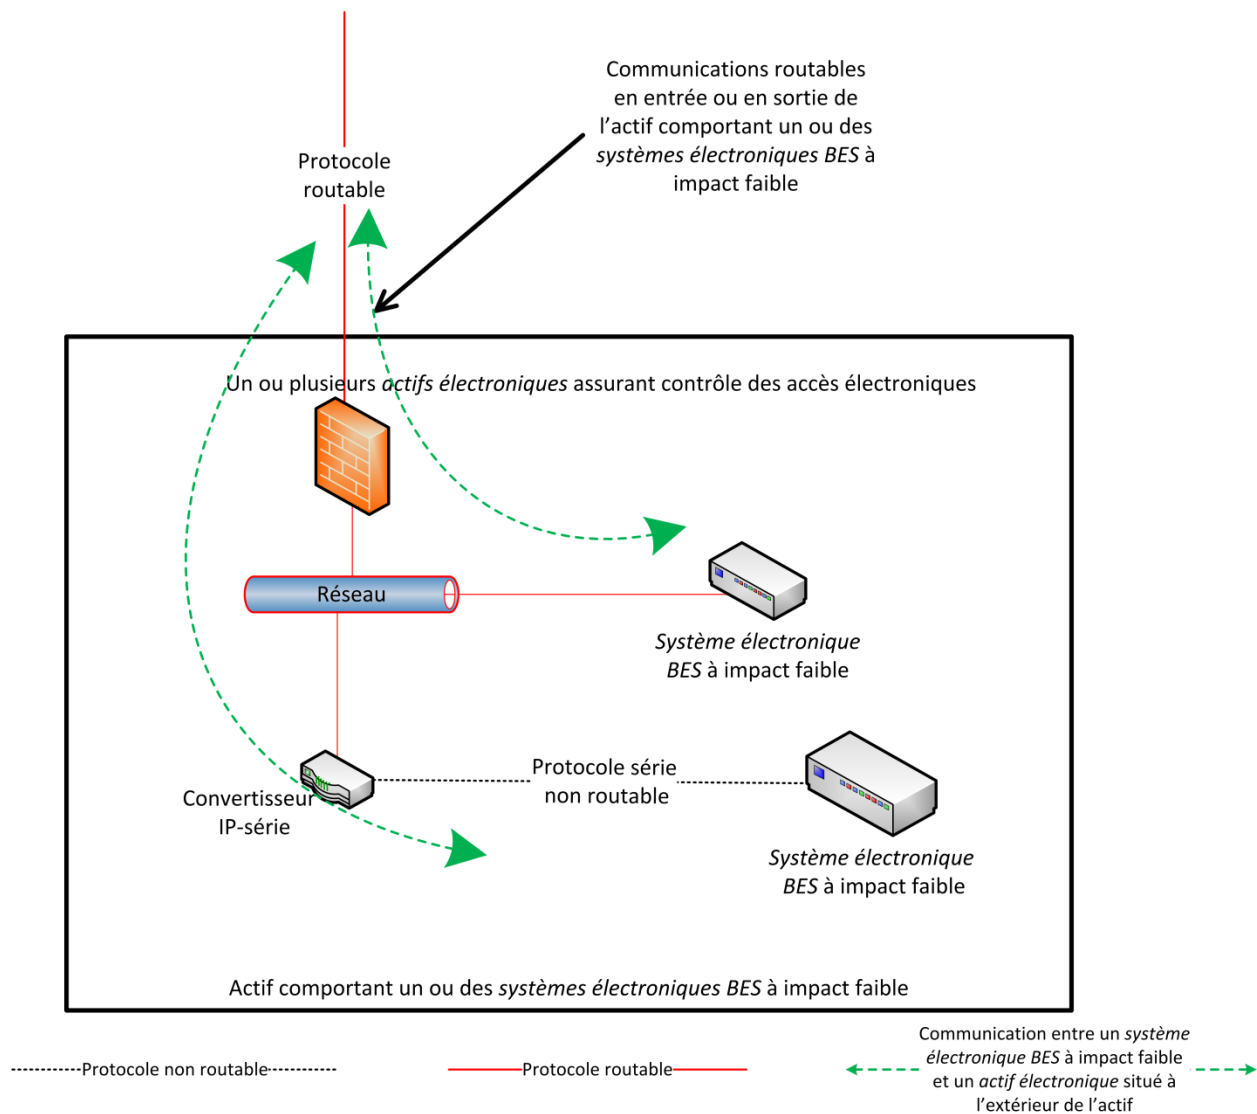 Communications routables
en entrée ou en sortie de
l’actif comportant un ou des
systèmes électroniques BES à
impact faible
Protocole
routable
Un ou plusieurs actifs électroniques assurant contrôle des accès électroniques
Réseau
Système électronique
BES à impact faible
Protocole série
non routable
Convertisseur
IP-série
Système électronique
BES à impact faible
Actif comportant un ou des systèmes électroniques BES à impact faible
Protocole non routable
Protocole routable
Communication entre un système
électronique BES à impact faible
et un actif électronique situé à
l’extérieur de l’actif